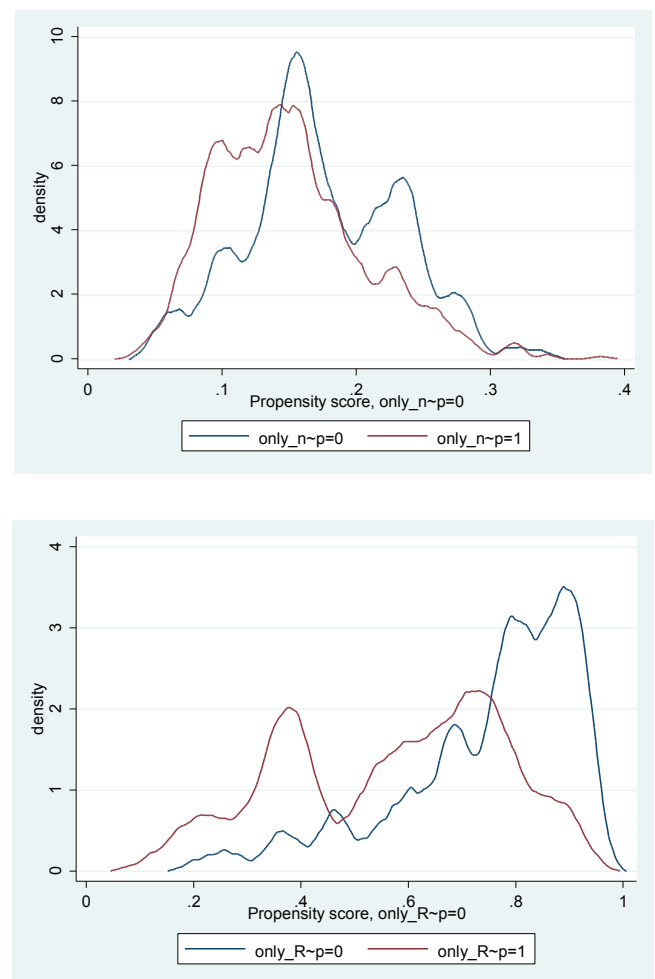 10
8
6
4
2
0
density
0 .1 .2 .3 .4
Propensity score, only_n~p=0
only_n~p=0 only_n~p=1
4
3
2
1
0
density
0 .2 .4 .6 .8 1
Propensity score, only_R~p=0
only_R~p=0 only_R~p=1